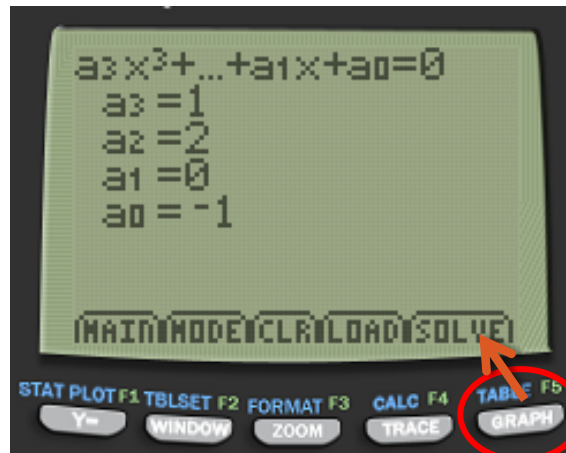 a3x³+...+a1x+a0=0
a3=1
a2=2
a1=0
a0=-1
MAIN MODE CLR LOAD SOLVE
STAT PLOT F1 TBLSET F2 FORMAT F3 CALC F4 TABLE F5
Y= WINDOW ZOOM TRACE GRAPH